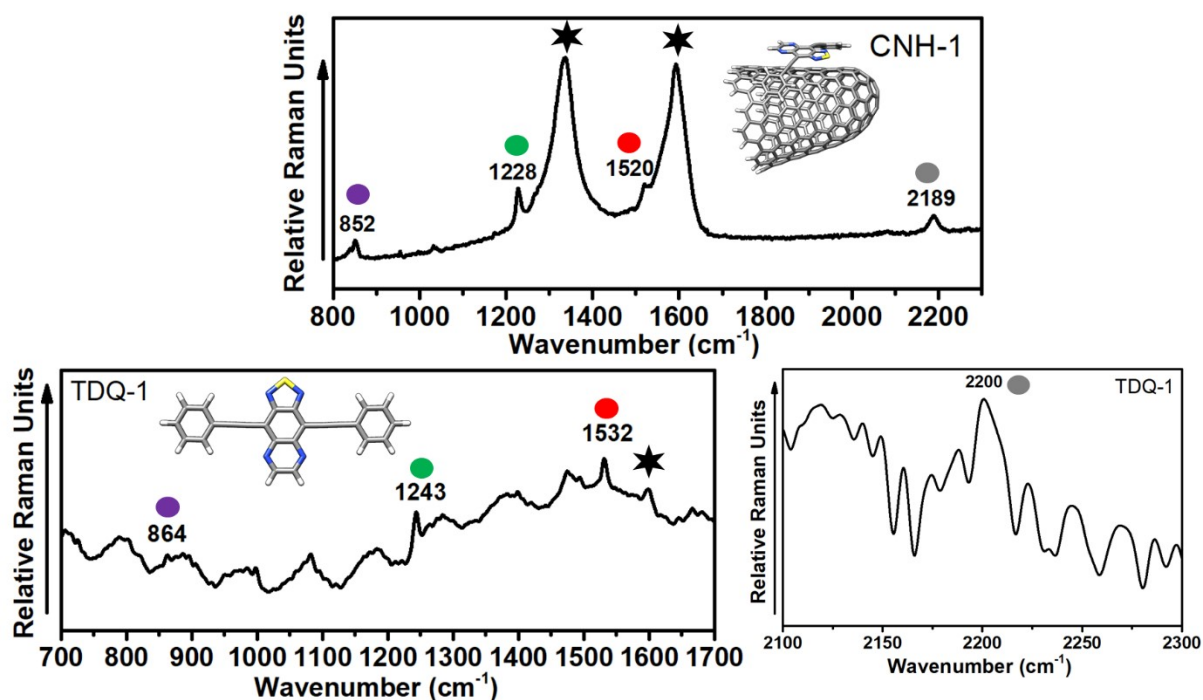 CNH-1
Relative Raman Units
1228
1520
852
2189
800 1000 1200 1400 1600 1800 2000 2200
Wavenumber (cm-1)
TDQ-1
Relative Raman Units
1532
1243
864
700 800 900 1000 1100 1200 1300 1400 1500 1600 1700
Wavenumber (cm-1)
2200
TDQ-1
Relative Raman Units
2100 2150 2200 2250 2300
Wavenumber (cm-1)